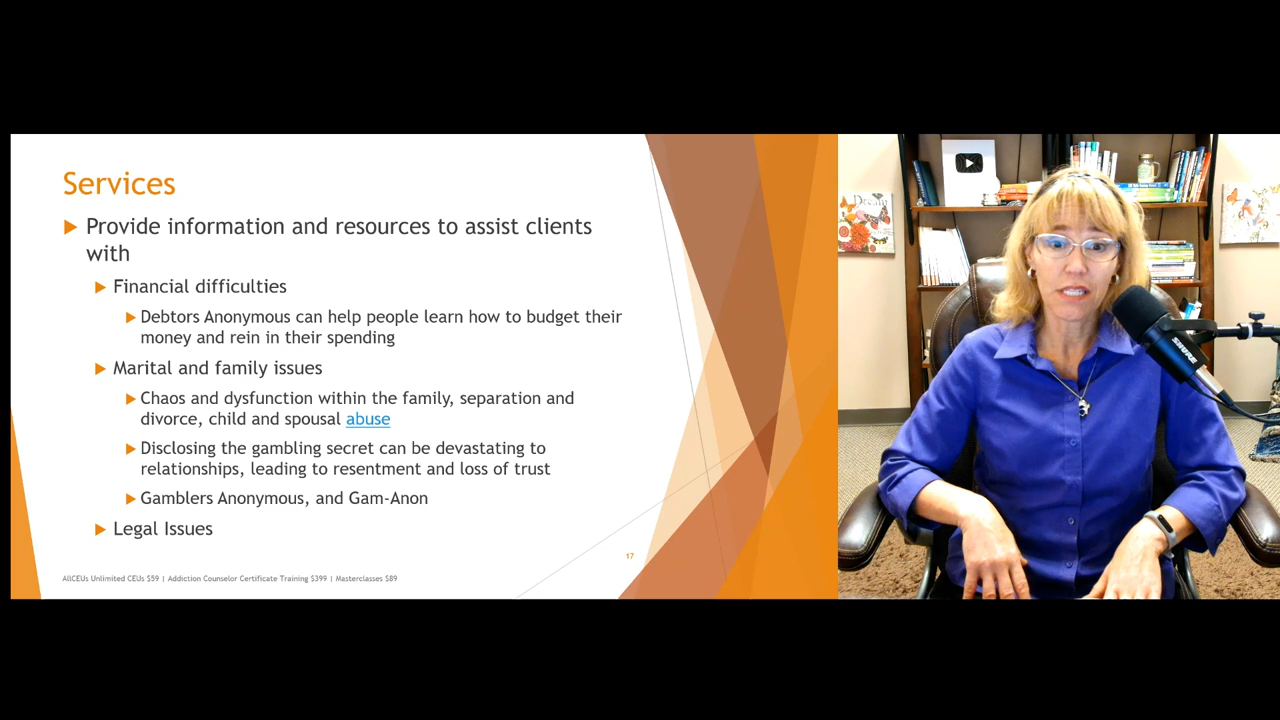 Services
Provide information and resources to assist clients
with
Financial difficulties
Debtors Anonymous can help people learn how to budget their
money and rein in their spending
Marital and family issues
Chaos and dysfunction within the family, separation and
divorce, child and spousal abuse
Disclosing the gambling secret can be devastating to
relationships, leading to resentment and loss of trust
Gamblers Anonymous, and Gam-Anon
Legal Issues
17
AllCEUs Unlimited CEUs $59 | Addiction Counselor Certificate Training $399 | Masterclasses $89
Dream
SHURE